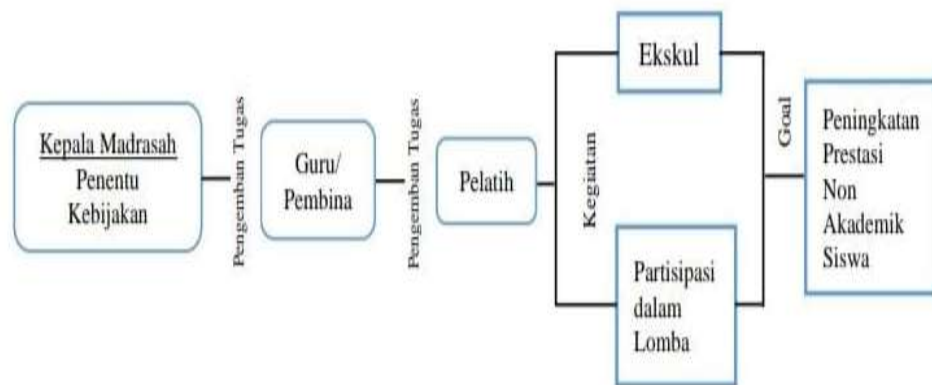 Kepala Madrasah
Penentu
Kebijakan
Pengemban Tugas
Guru/
Pembina
Pengemban Tugas
Pelatih
Kegiatan
Ekskul
Partisipasi
dalam
Lomba
Goal
Peningkatan
Prestasi
Non
Akademik
Siswa